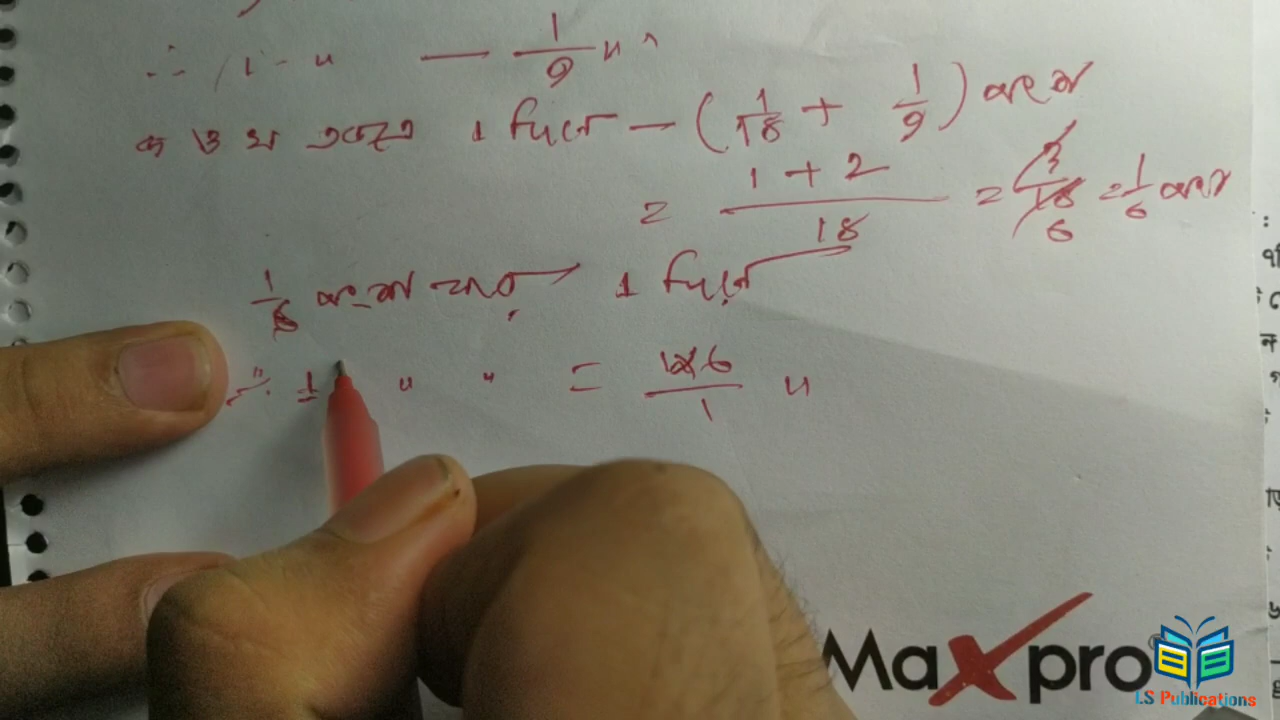 ∴ 1 " — 1/9 "
ক ও খ একত্রে 1 দিনে — (1/18 + 1/9) অংশ
= (1 + 2)/18 = 3/18 = 1/6 অংশ
1/6 অংশ 1 দিনে
∴ 1 " " = (1×6)/1 "
Maxpro
LS Publications